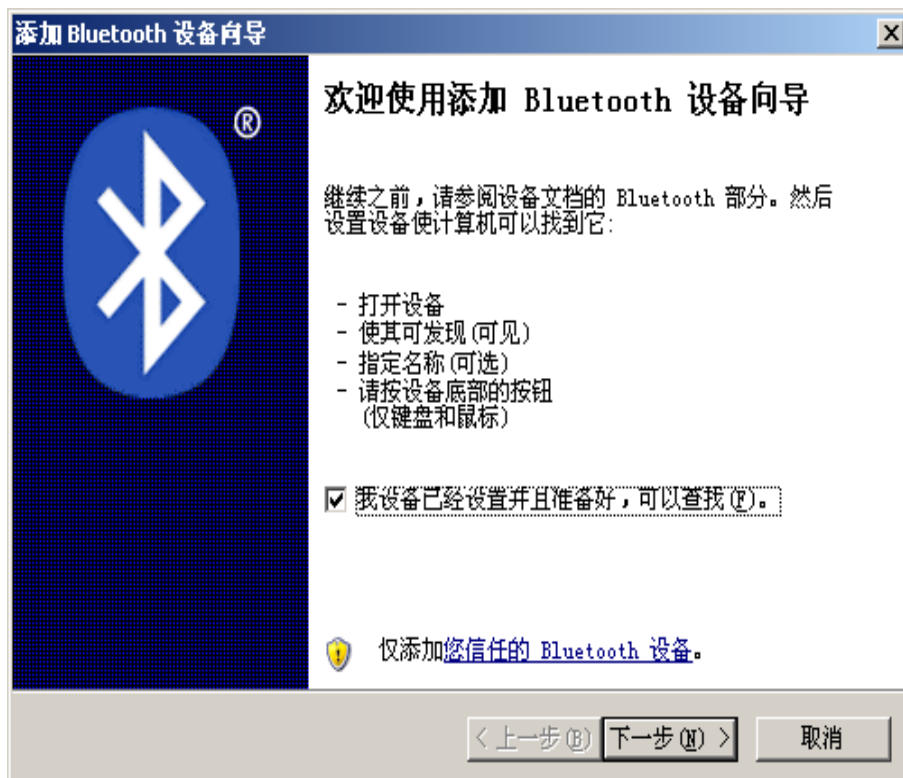 添加 Bluetooth 设备向导
®
欢迎使用添加 Bluetooth 设备向导
继续之前，请参阅设备文档的 Bluetooth 部分。然后
设置设备使计算机可以找到它:
- 打开设备
- 使其可发现(可见)
- 指定名称(可选)
- 请按设备底部的按钮
(仅键盘和鼠标)
我设备已经设置并且准备好，可以查找(F)。
仅添加您信任的 Bluetooth 设备。
< 上一步(B) 下一步(N) > 取消